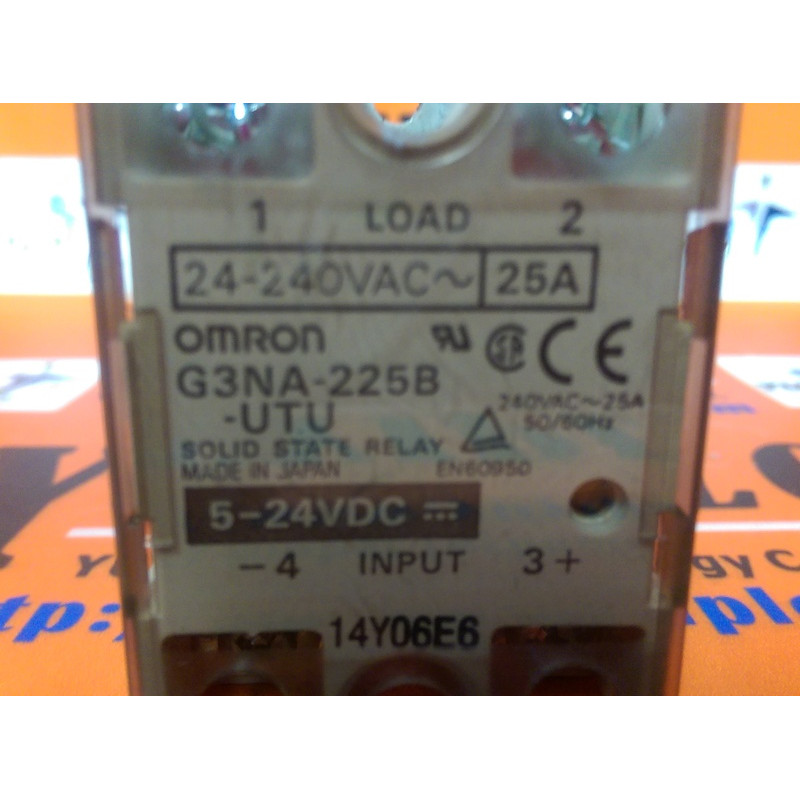 1 LOAD 2
24-240VAC~ 25A
OMRON
G3NA-225B
-UTU
240VAC~25A
50/60Hz
SOLID STATE RELAY
MADE IN JAPAN EN60950
5-24VDC
-4 INPUT 3+
14Y06E6